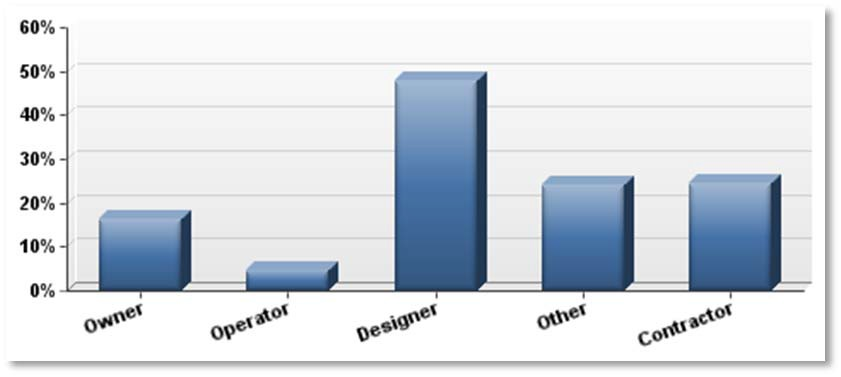 60%
50%
40%
30%
20%
10%
0%
Owner
Operator
Designer
Other
Contractor